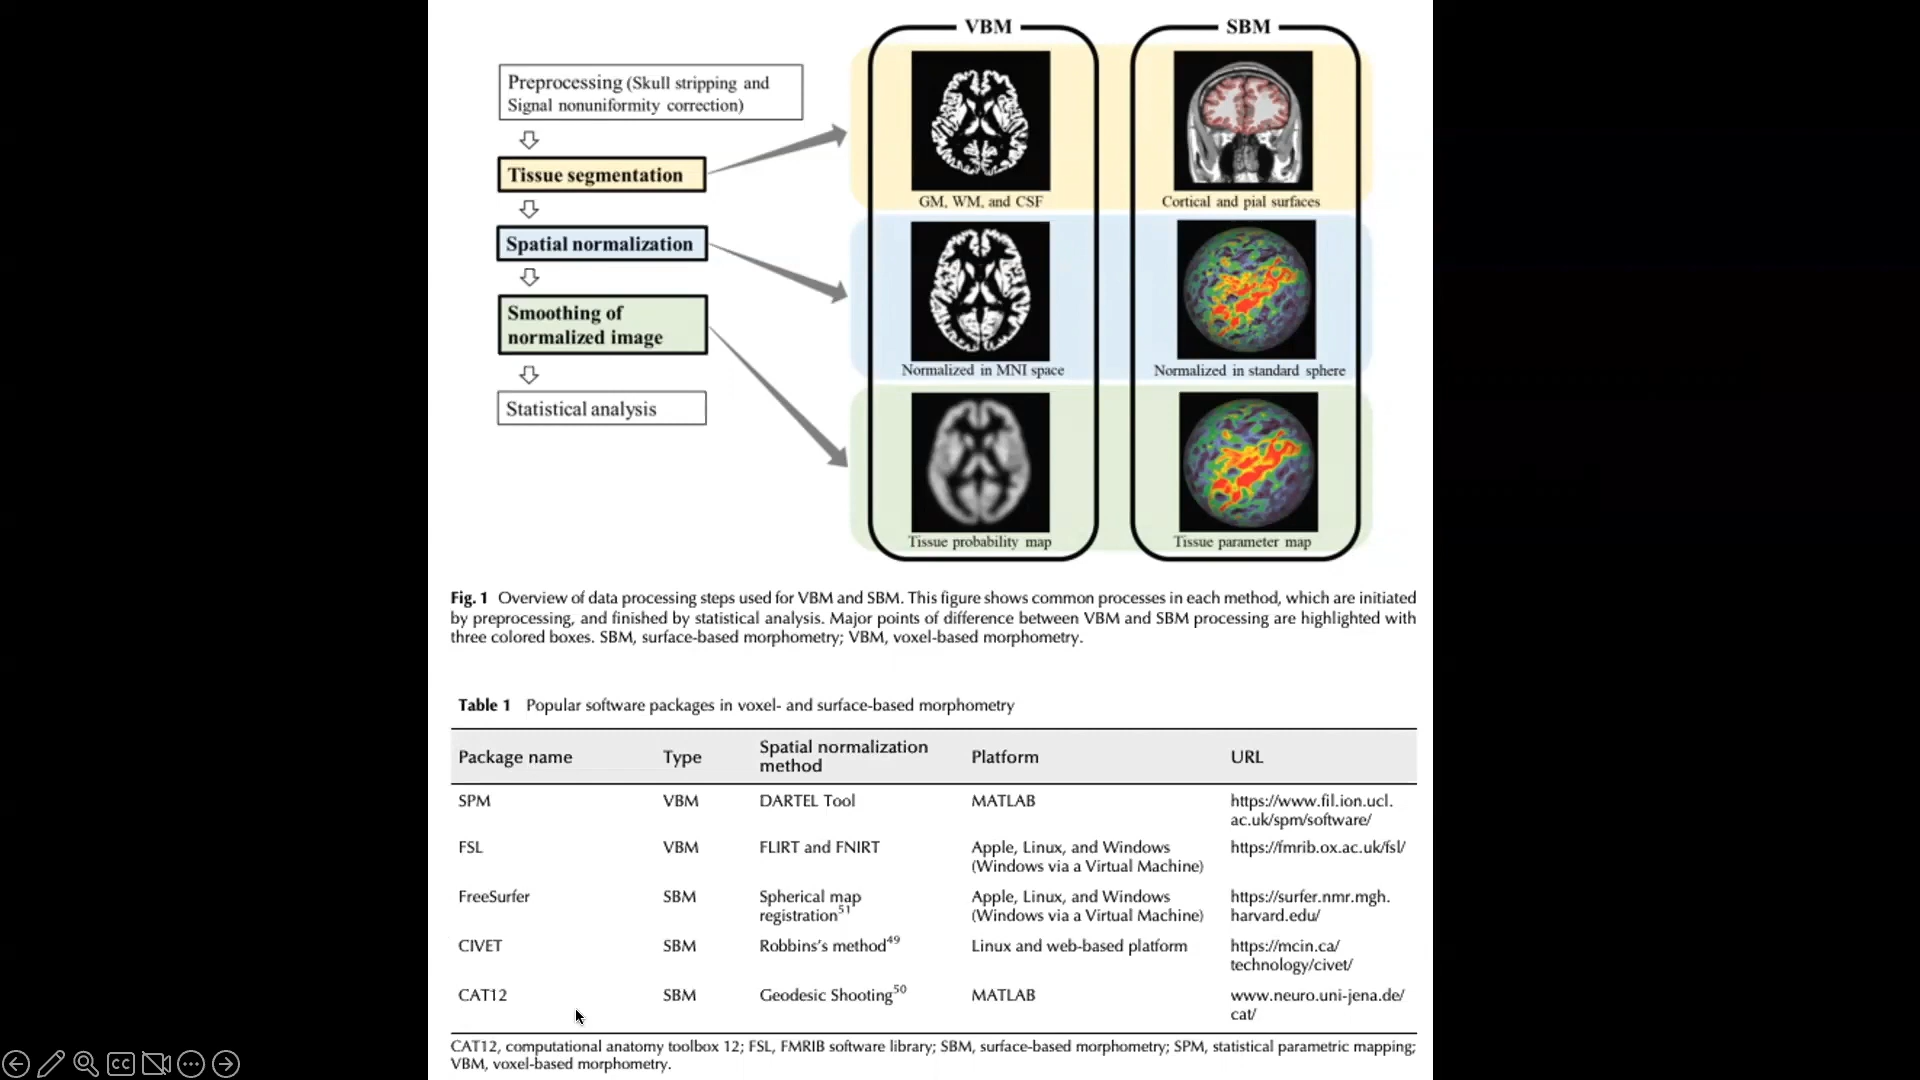 VBM
SBM
Preprocessing (Skull stripping and
Signal nonuniformity correction)
Tissue segmentation
Spatial normalization
Smoothing of
normalized image
Statistical analysis
GM, WM, and CSF
Cortical and pial surfaces
Normalized in MNI space
Normalized in standard sphere
Tissue probability map
Tissue parameter map
Fig. 1 Overview of data processing steps used for VBM and SBM. This figure shows common processes in each method, which are initiated
by preprocessing, and finished by statistical analysis. Major points of difference between VBM and SBM processing are highlighted with
three colored boxes. SBM, surface-based morphometry; VBM, voxel-based morphometry.
Table 1 Popular software packages in voxel- and surface-based morphometry
Package name Type Spatial normalization method Platform URL
SPM VBM DARTEL Tool MATLAB https://www.fil.ion.ucl.
ac.uk/spm/software/
FSL VBM FLIRT and FNIRT Apple, Linux, and Windows https://fmrib.ox.ac.uk/fsl/
(Windows via a Virtual Machine)
FreeSurfer SBM Spherical map Apple, Linux, and Windows https://surfer.nmr.mgh.
registration51 (Windows via a Virtual Machine) harvard.edu/
CIVET SBM Robbins's method49 Linux and web-based platform https://mcin.ca/
technology/civet/
CAT12 SBM Geodesic Shooting50 MATLAB www.neuro.uni-jena.de/
cat/
CAT12, computational anatomy toolbox 12; FSL, FMRIB software library; SBM, surface-based morphometry; SPM, statistical parametric mapping;
VBM, voxel-based morphometry.
CC